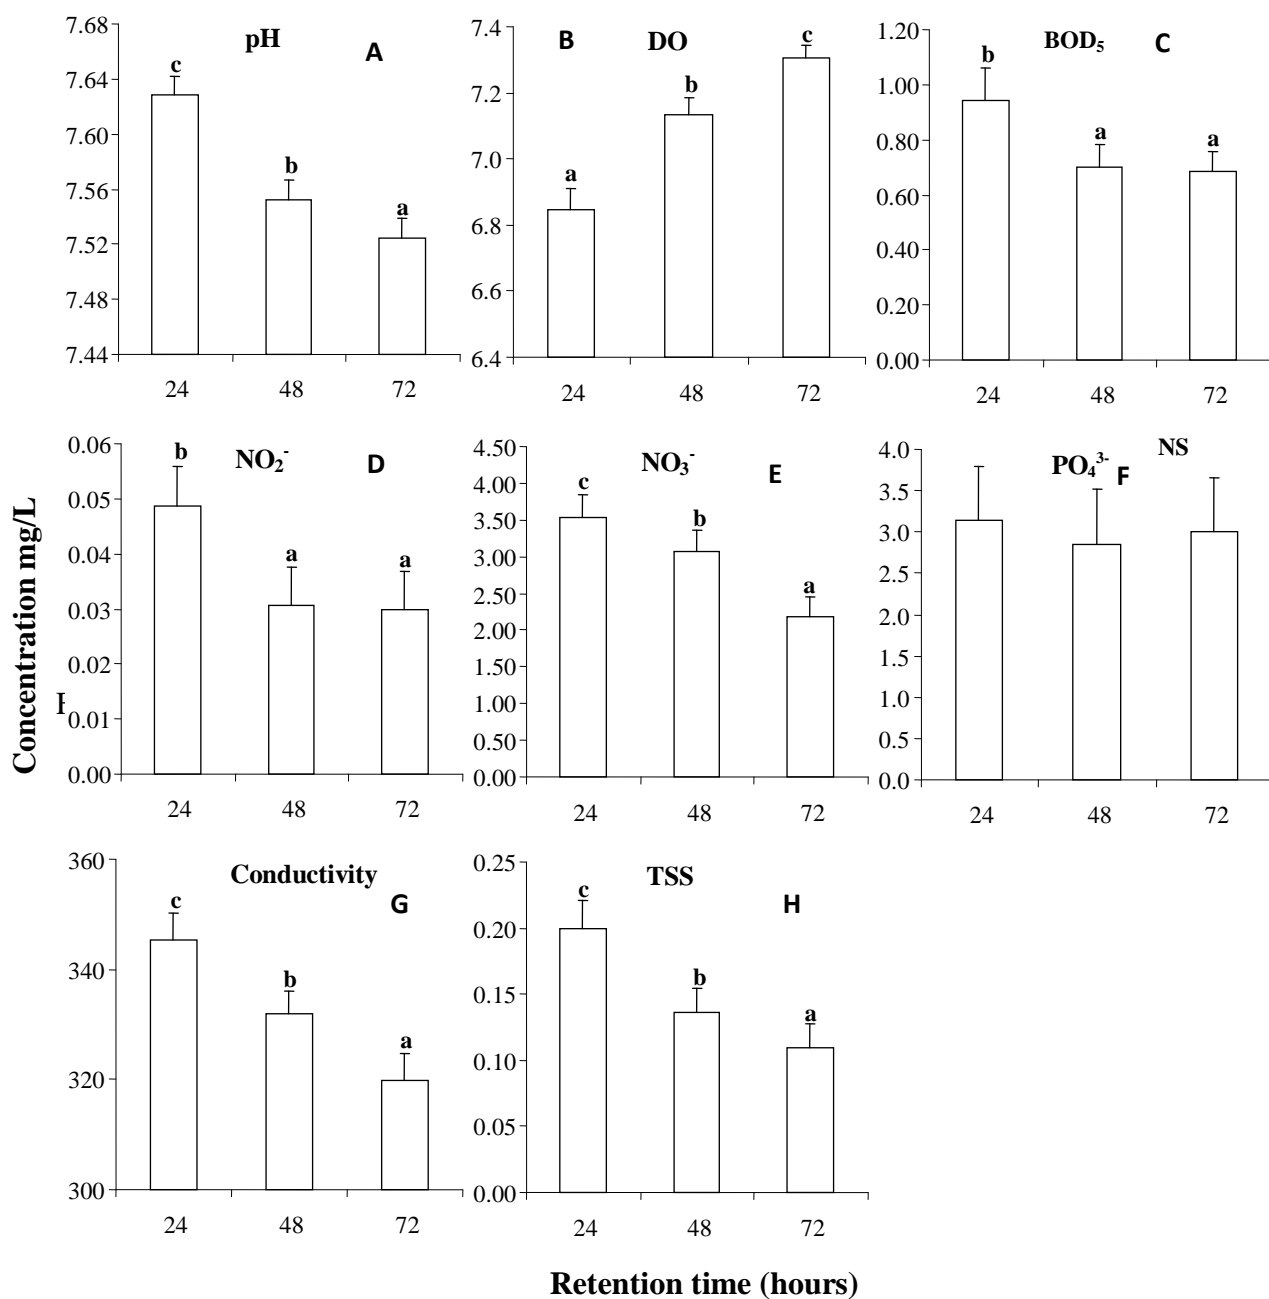 pH
A
7.68
7.64
7.60
7.56
7.52
7.48
7.44
c
b
a
24 48 72
B
DO
7.4
7.2
7.0
6.8
6.6
6.4
a
b
c
24 48 72
BOD₅
C
1.20
1.00
0.80
0.60
0.40
0.20
0.00
b
a
a
24 48 72
Concentration mg/L
NO₂⁻
D
0.06
0.05
0.04
0.03
0.02
0.01
0.00
b
a
a
24 48 72
NO₃⁻
E
4.50
4.00
3.50
3.00
2.50
2.00
1.50
1.00
0.50
0.00
c
b
a
24 48 72
PO₄³⁻
F
NS
4.0
3.5
3.0
2.5
2.0
1.5
1.0
0.5
0.0
24 48 72
Conductivity
G
360
340
320
300
c
b
a
24 48 72
TSS
H
0.25
0.20
0.15
0.10
0.05
0.00
c
b
a
24 48 72
Retention time (hours)